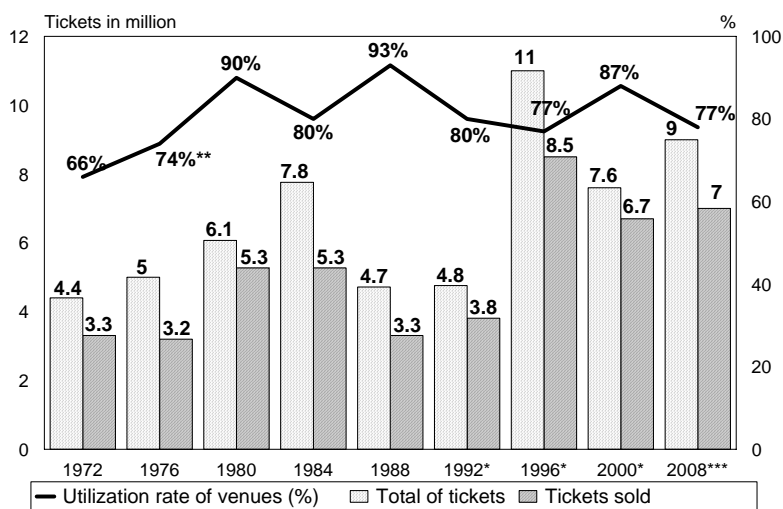 Tickets in million %
12 100
10 80
8 60
6 40
4 20
2 0
0
66% 74%** 90% 80% 93% 80% 77% 87% 77%
4.4 3.3 5 3.2 6.1 5.3 7.8 5.3 4.7 3.3 4.8 3.8 11 8.5 7.6 6.7 9 7
1972 1976 1980 1984 1988 1992* 1996* 2000* 2008***
Utilization rate of venues (%) Total of tickets Tickets sold